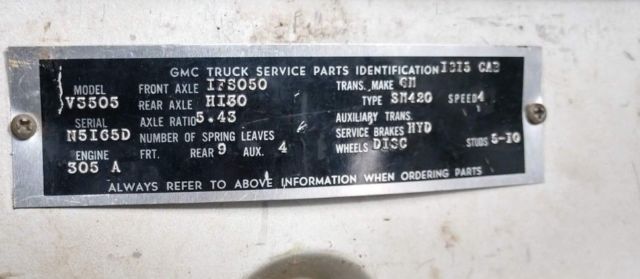 GMC TRUCK SERVICE PARTS IDENTIFICATION 1313 CAB
MODEL V3505 FRONT AXLE IFS050 TRANS. MAKE GM
REAR AXLE H130 TYPE SM420 SPEED 4
SERIAL N5165D AXLE RATIO 5.43 AUXILIARY TRANS.
NUMBER OF SPRING LEAVES SERVICE BRAKES HYD
ENGINE 305 A FRT. REAR 9 AUX. 4 WHEELS DISC STUDS 5-10
ALWAYS REFER TO ABOVE INFORMATION WHEN ORDERING PARTS